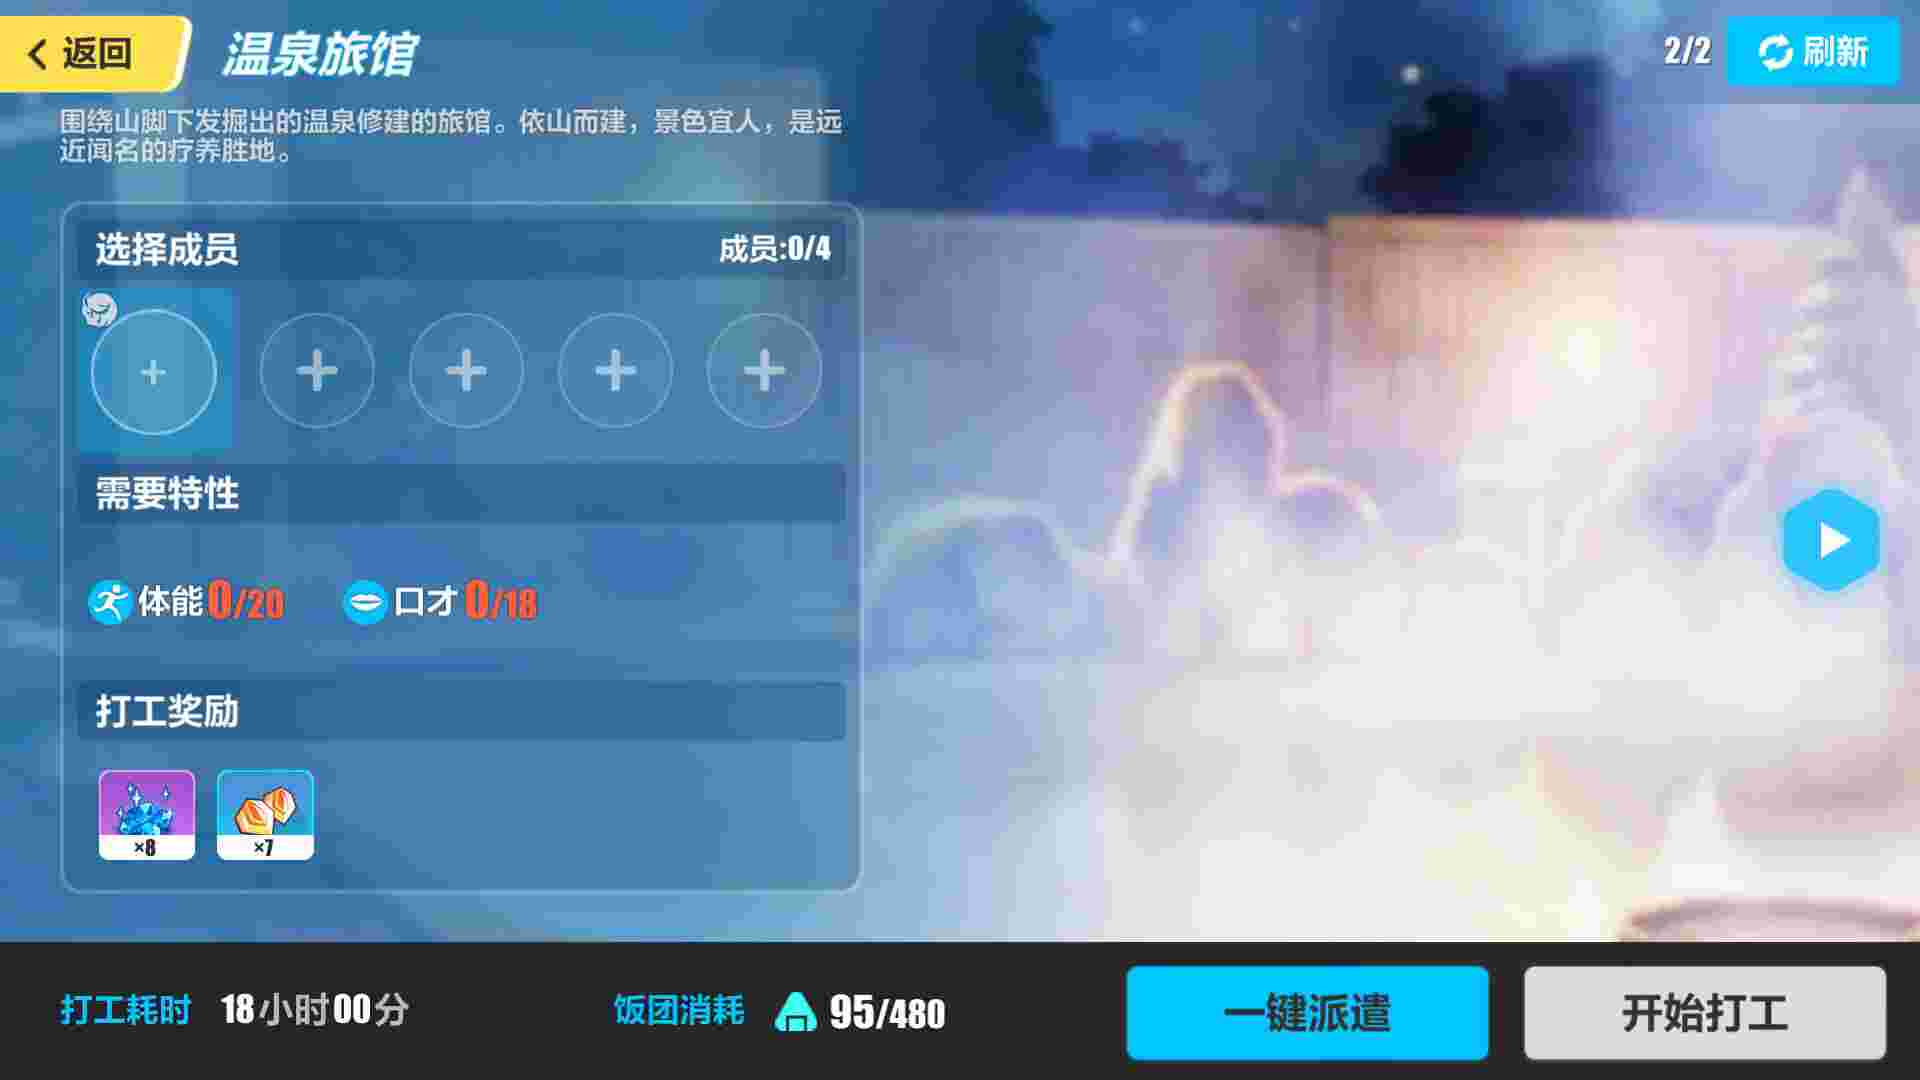 返回
温泉旅馆
2/2
刷新
围绕山脚下发掘出的温泉修建的旅馆。依山而建，景色宜人，是远
近闻名的疗养胜地。
选择成员
成员:0/4
需要特性
体能0/20
口才0/18
打工奖励
×8
×7
打工耗时 18小时00分
饭团消耗 95/480
一键派遣
开始打工